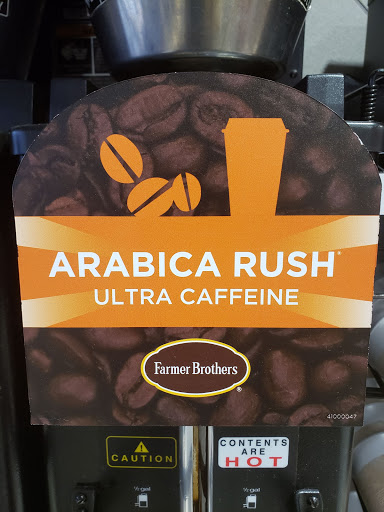 ARABICA RUSH*
ULTRA CAFFEINE
Farmer Brothers®
41000047
CAUTION
CONTENTS
ARE
HOT
½ gal
½ gal